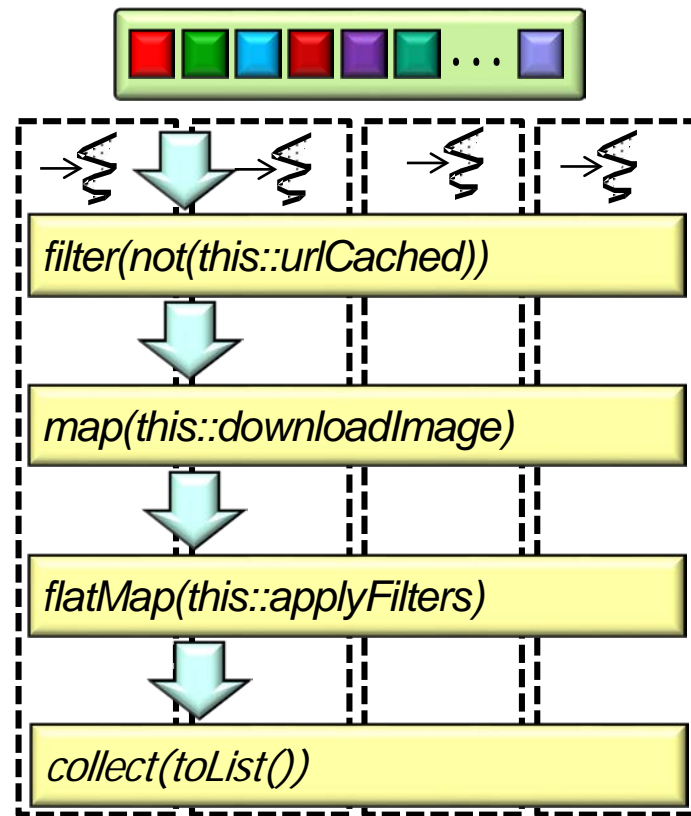 ...
filter(not(this::urlCached))
map(this::downloadImage)
flatMap(this::applyFilters)
collect(toList())